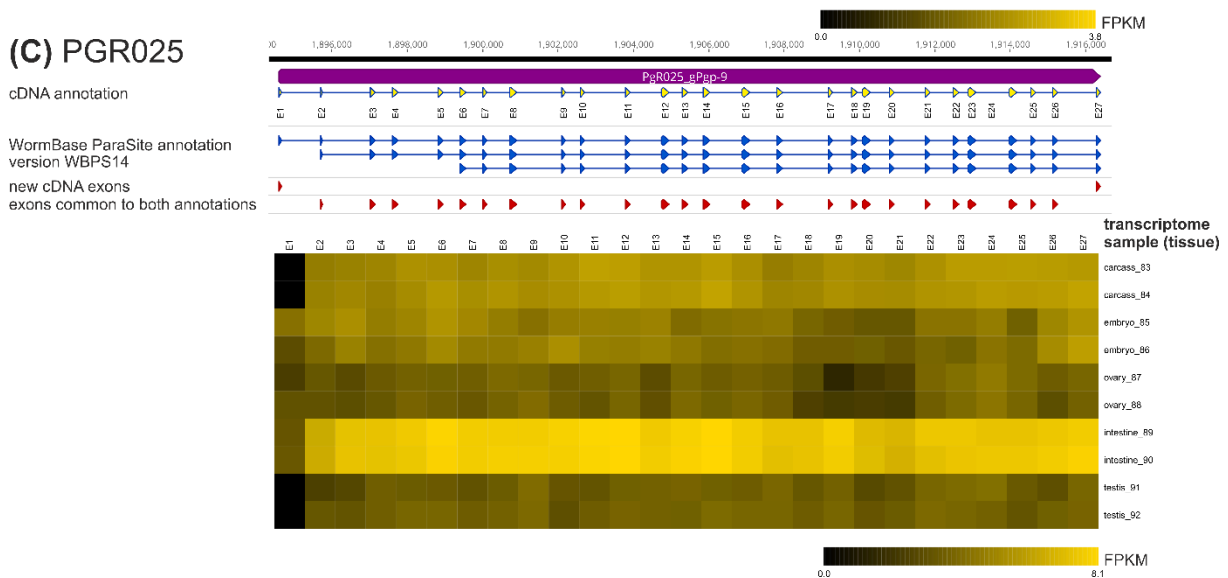 FPKM
0.0 3.8
(C) PGR025
00 1,896,000 1,898,000 1,900,000 1,902,000 1,904,000 1,906,000 1,908,000 1,910,000 1,912,000 1,914,000 1,916,000
PgR025_gPgp-9
cDNA annotation
E1 E2 E3 E4 E5 E6 E7 E8 E9 E10 E11 E12 E13 E14 E15 E16 E17 E18 E19 E20 E21 E22 E23 E24 E25 E26 E27
WormBase ParaSite annotation
version WBPS14
new cDNA exons
exons common to both annotations
transcriptome
sample (tissue)
E1 E2 E3 E4 E5 E6 E7 E8 E9 E10 E11 E12 E13 E14 E15 E16 E17 E18 E19 E20 E21 E22 E23 E24 E25 E26 E27
carcass_83
carcass_84
embryo_85
embryo_86
ovary_87
ovary_88
intestine_89
intestine_90
testis_91
testis_92
FPKM
0.0 8.1